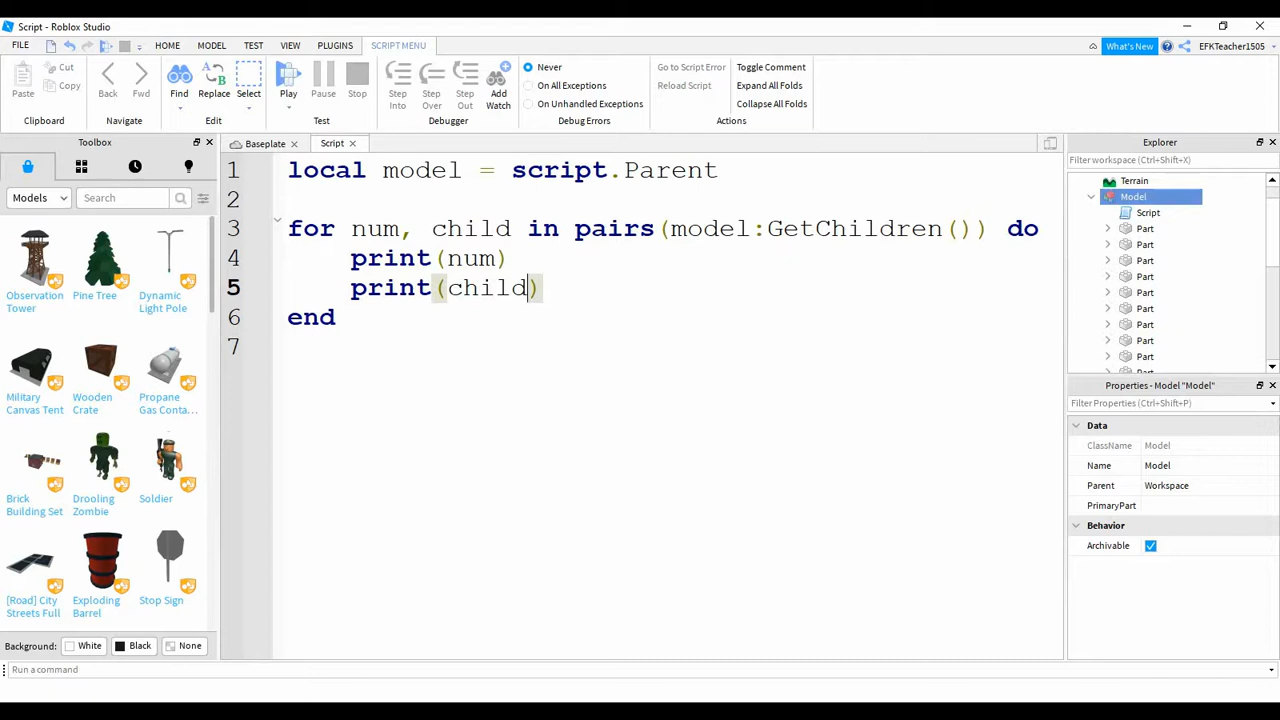 Script - Roblox Studio
FILE HOME MODEL TEST VIEW PLUGINS SCRIPT MENU What's New EFKTeacher1505
Paste Cut Copy Back Fwd Find Replace Select Play Pause Stop Step Into Step Over Step Out Add Watch
Never
On All Exceptions
On Unhandled Exceptions
Go to Script Error
Reload Script
Toggle Comment
Expand All Folds
Collapse All Folds
Clipboard Navigate Edit Test Debugger Debug Errors Actions
Toolbox
Models Search
Observation Tower
Pine Tree
Dynamic Light Pole
Military Canvas Tent
Wooden Crate
Propane Gas Conta...
Brick Building Set
Drooling Zombie
Soldier
[Road] City Streets Full
Exploding Barrel
Stop Sign
Background: White Black None
Baseplate Script
1 local model = script.Parent
2
3 for num, child in pairs(model:GetChildren()) do
4 print(num)
5 print(child)
6 end
7
Explorer
Filter workspace (Ctrl+Shift+X)
Terrain
Model
Script
Part
Part
Part
Part
Part
Part
Part
Part
Part
Part
Properties - Model "Model"
Filter Properties (Ctrl+Shift+P)
Data
ClassName Model
Name Model
Parent Workspace
PrimaryPart
Behavior
Archivable
Run a command